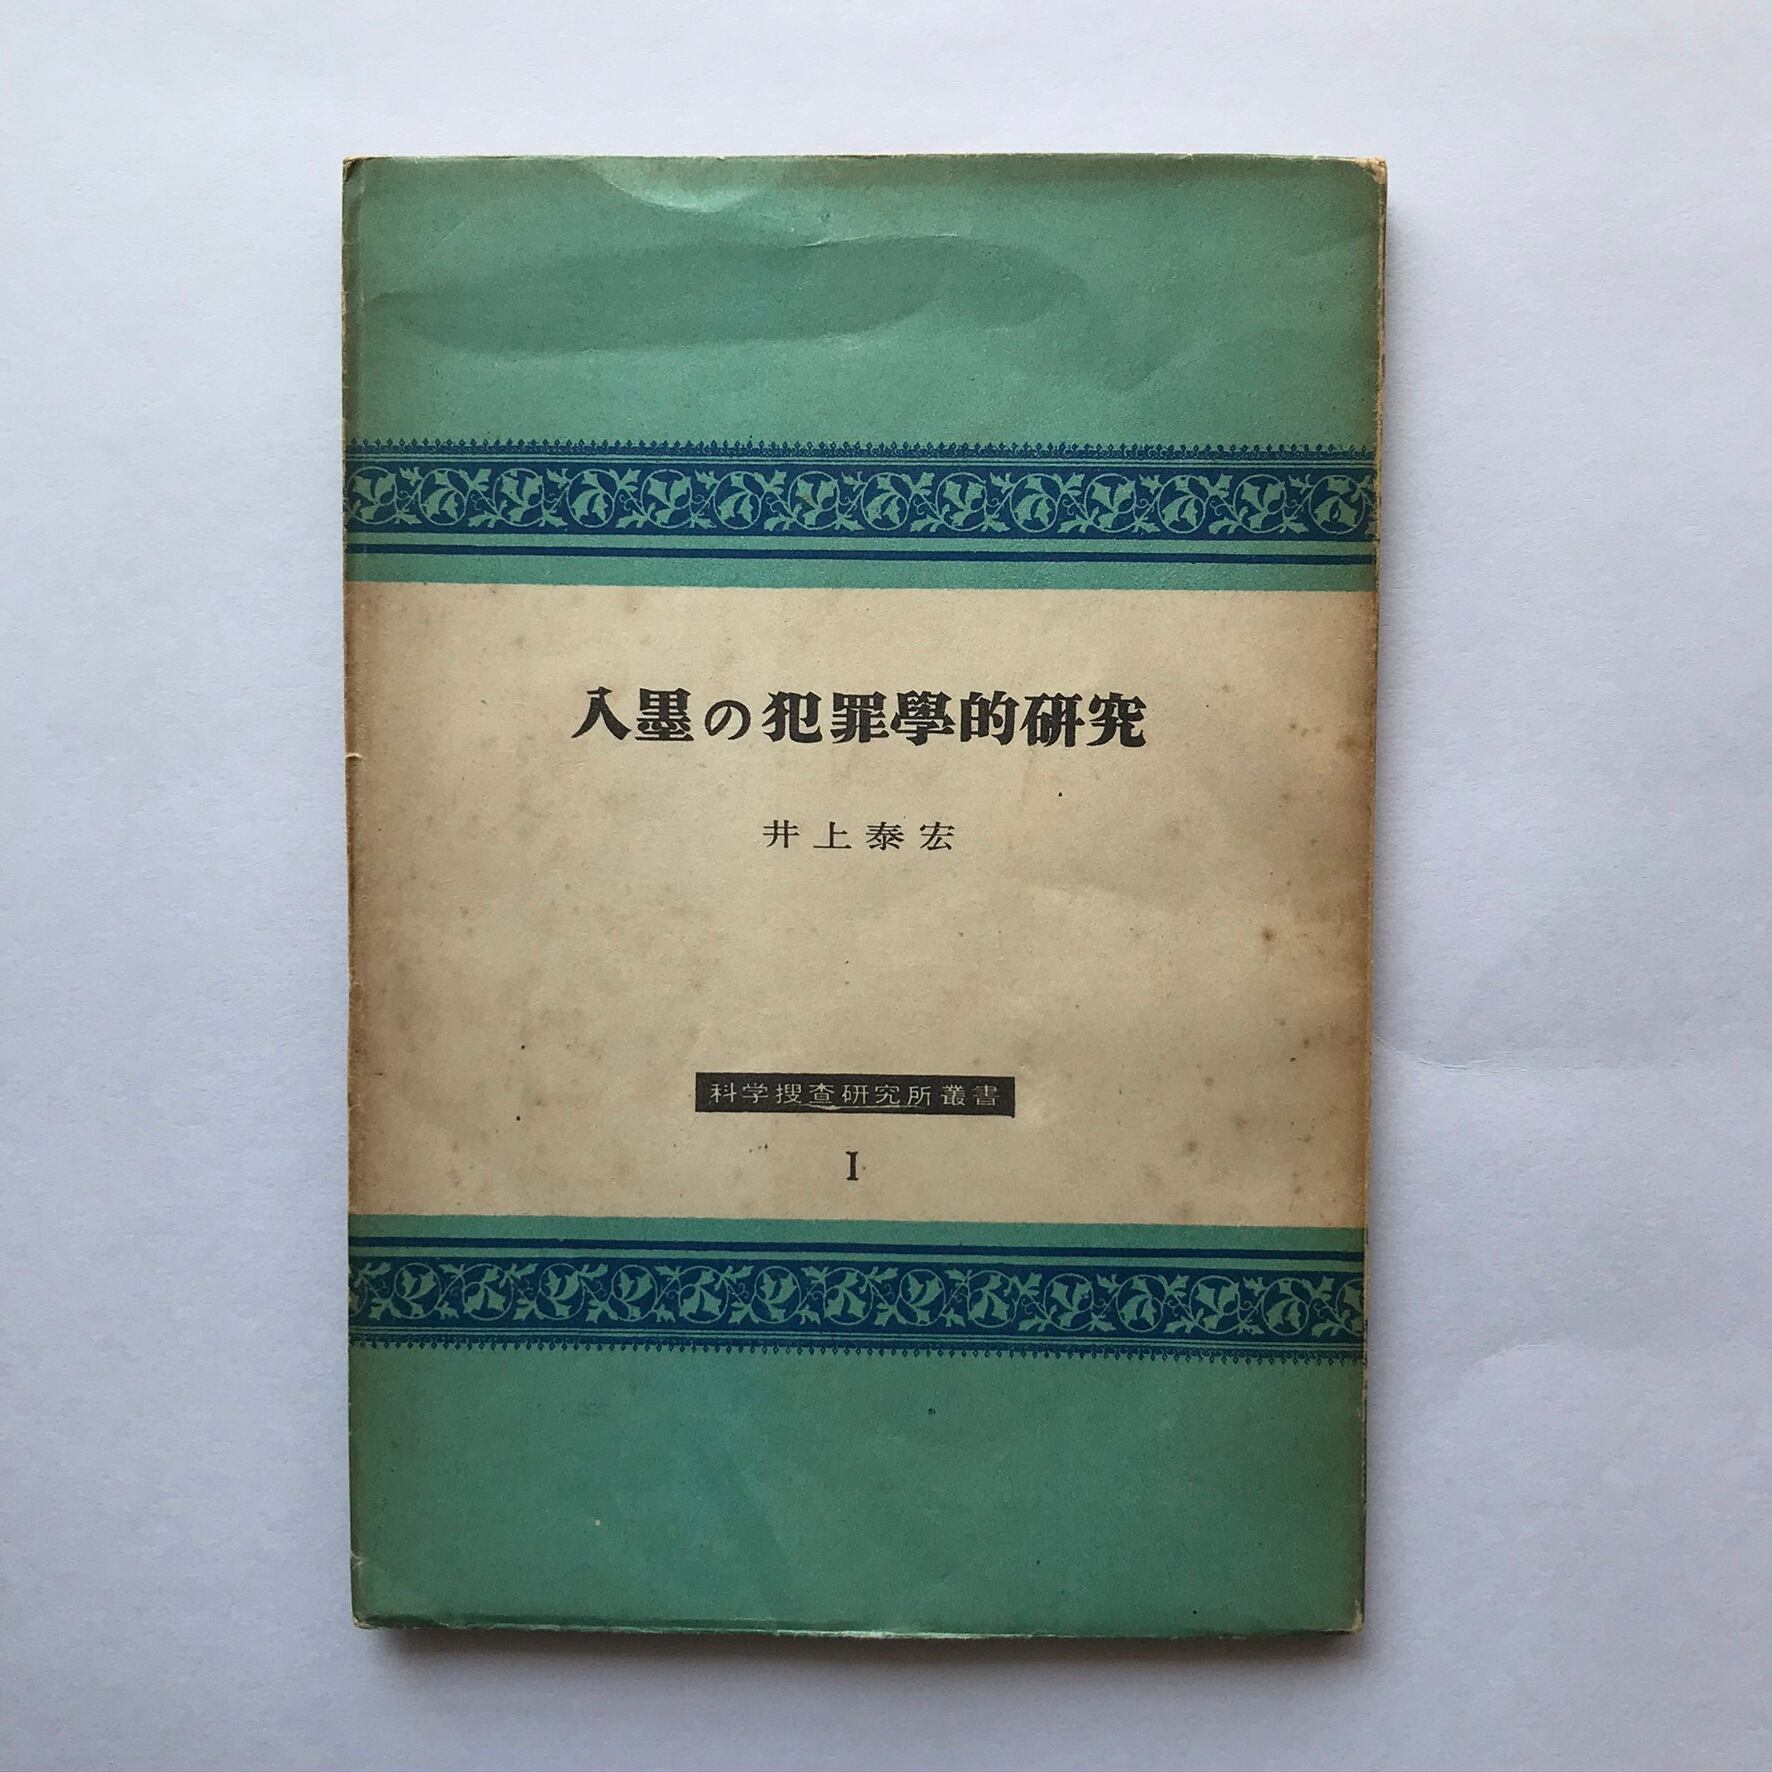 入墨の犯罪學的研究
井上泰宏
科学搜査研究所叢書
I